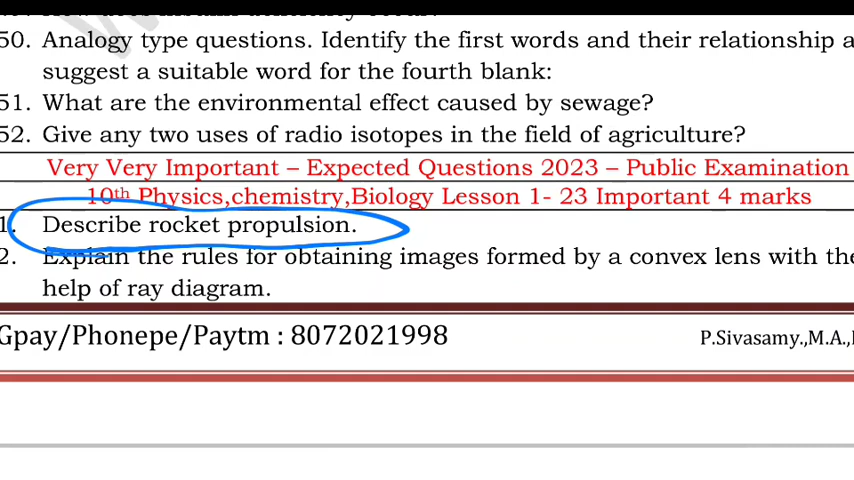 50. Analogy type questions. Identify the first words and their relationship a
suggest a suitable word for the fourth blank:
51. What are the environmental effect caused by sewage?
52. Give any two uses of radio isotopes in the field of agriculture?
Very Very Important – Expected Questions 2023 – Public Examination
10th Physics,chemistry,Biology Lesson 1- 23 Important 4 marks
1. Describe rocket propulsion.
2. Explain the rules for obtaining images formed by a convex lens with the
help of ray diagram.
Gpay/Phonepe/Paytm : 8072021998
P.Sivasamy.,M.A.,